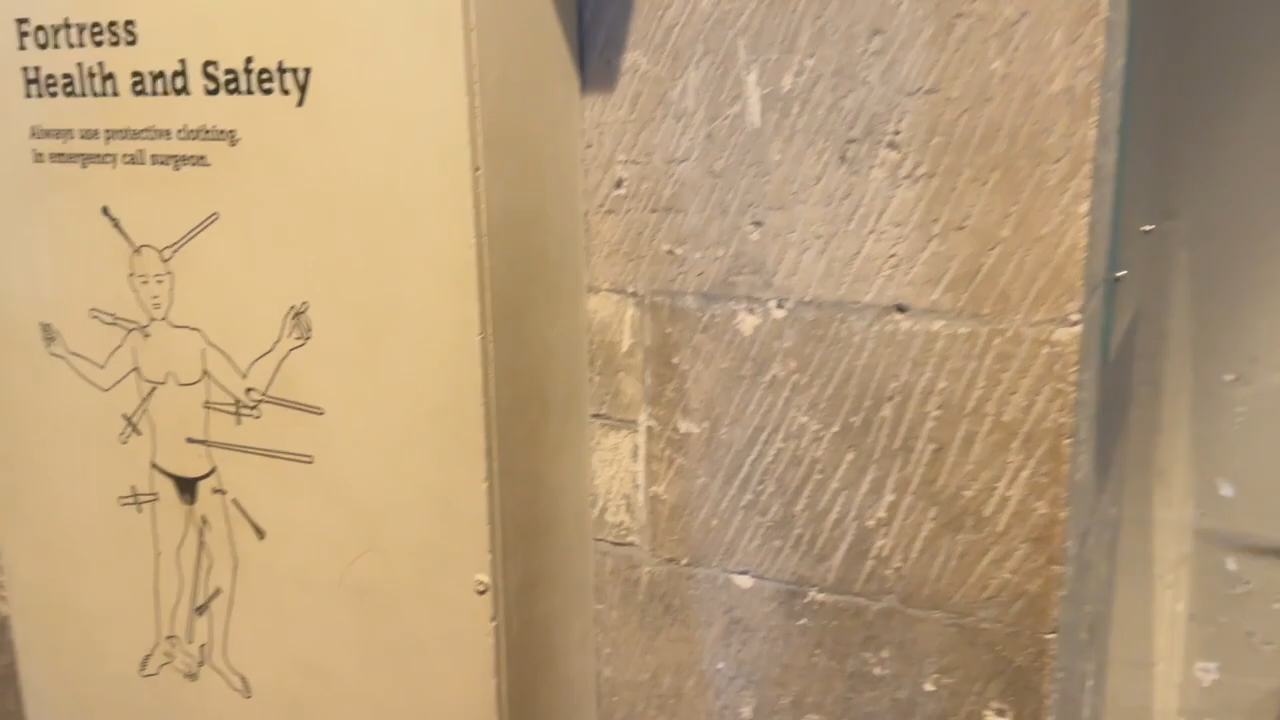 Fortress
Health and Safety
Always use protective clothing.
In emergency call surgeon.